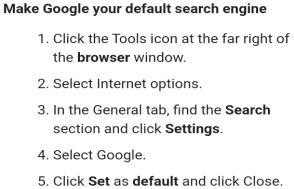 Make Google your default search engine
1. Click the Tools icon at the far right of
the browser window.
2. Select Internet options.
3. In the General tab, find the Search
section and click Settings.
4. Select Google.
5. Click Set as default and click Close.